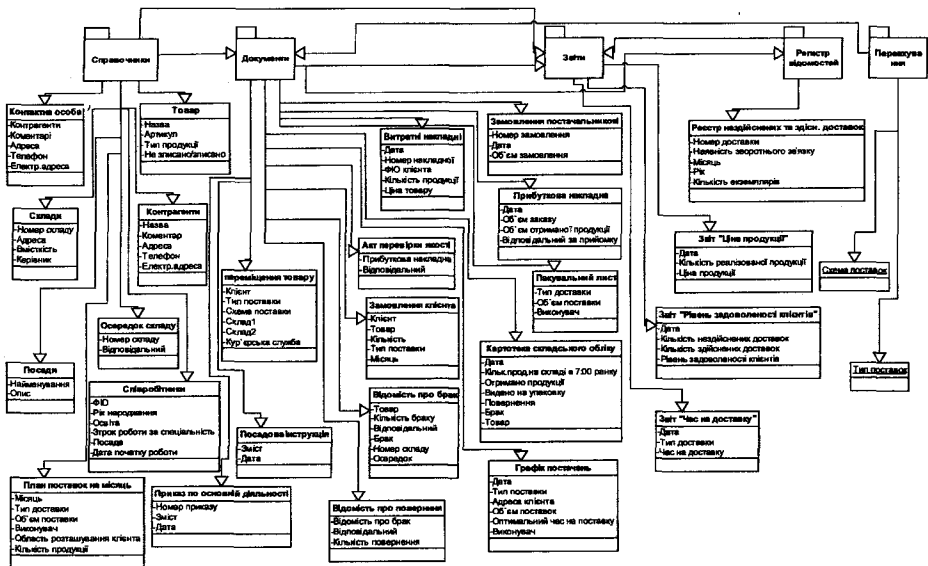 Справочники
Документи
Звіти
Регистр
відомостей
Перехування
Контактна особа
-Контрагенти
-Коментарі
-Адреса
-Телефон
-Електр.адреса
Товар
-Назва
-Артикул
-Тип продукції
-Не злисано/злисано
Витратні накладні
-Дата
-Номер накладної
-ФІО клієнта
-Кількість продукції
-Ціна товару
Замовлення постачальникові
-Номер замовлення
-Дата
-Об`єм замовлення
Реєстр нездійснених та здісн. доставок
-Номер доставки
-Наявність зворотнього зв'язку
-Місяць
-Рік
-Кількість екземплярів
Склади
-Номер складу
-Адреса
-Вмісткість
-Керівник
Контрагенти
-Назва
-Коментар
-Адреса
-Телефон
-Електр.адреса
Прибуткова накладна
-Дата
-Об`єм заказу
-Об`єм отриманої продукції
-Відповідальний за прийомку
Акт перевірки якості
-Прибуткова накладна
-Відповідальний
Звіт "Ціна продукції"
-Дата
-Кількість реалізованої продукції
-Ціна продукції
переміщення товару
-Клієнт
-Тип поставки
-Схема поставки
-Склад1
-Склад2
-Кур`єрська служба
Пакувальний лист
-Тип доставки
-Об`єм поставки
-Виконувач
Схема поставок
Замовлення клієнта
-Клієнт
-Товар
-Кількість
-Тип поставки
-Місяць
Осередок складу
-Номер складу
-Відповідальний
Звіт "Рівень задоволеності клієнтів"
-Дата
-Кількість нездійснених доставок
-Кількість здійснених доставок
-Рівень задоволеності клієнтів
Картотека складського обліку
-Дата
-Кільк.прод.на складі в 7:00 ранку
-Отримано продукції
-Видано на упаковку
-Повернення
-Брак
-Товар
Посади
-Найменування
-Опис
Тип поставок
Співробітники
-ФІО
-Рік народження
-Освіта
-Зтрок роботи за спеціальність
-Посада
-Дата початку роботи
Відомість про брак
-Товар
-Кількість браку
-Відповідальний
-Брак
-Номер складу
-Осередок
Звіт "Час на доставку"
-Дата
-Тип доставки
-Час на доставку
Посадова інструкція
-Зміст
-Дата
Графік постачань
-Дата
-Тип поставки
-Адреса клієнта
-Об`єм поставок
-Оптимальний час на поставку
-Виконувач
План поставок на місяць
-Місяць
-Тип доставки
-Об`єм поставки
-Виконувач
-Область розташування клієнта
-Кількість продукції
Приказ по основній діяльності
-Номер приказу
-Зміст
-Дата
Відомість про повернення
-Відомість про брак
-Відповідальний
-Кількість повернення